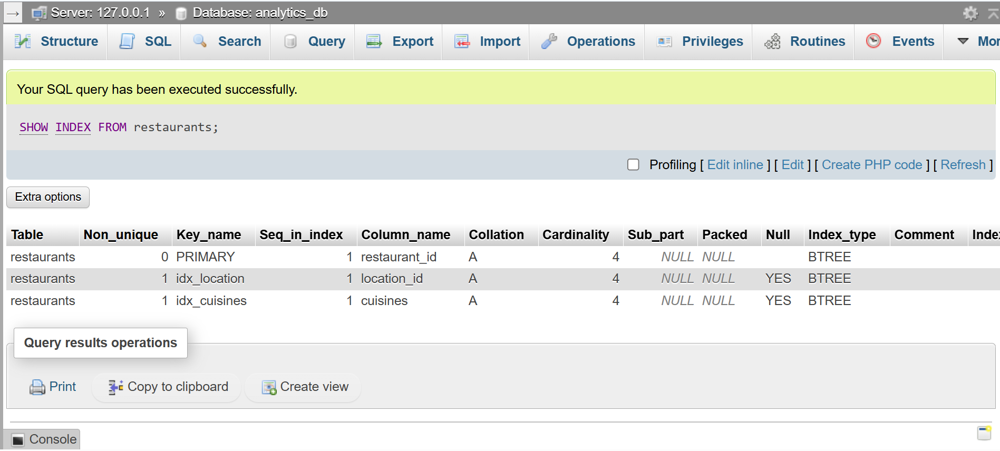 → Server: 127.0.0.1 » Database: analytics_db
Structure SQL Search Query Export Import Operations Privileges Routines Events Mor
Your SQL query has been executed successfully.
SHOW INDEX FROM restaurants;
Profiling [ Edit inline ] [ Edit ] [ Create PHP code ] [ Refresh ]
Extra options
Table Non_unique Key_name Seq_in_index Column_name Collation Cardinality Sub_part Packed Null Index_type Comment Index
restaurants 0 PRIMARY 1 restaurant_id A 4 NULL NULL BTREE
restaurants 1 idx_location 1 location_id A 4 NULL NULL YES BTREE
restaurants 1 idx_cuisines 1 cuisines A 4 NULL NULL YES BTREE
Query results operations
Print Copy to clipboard Create view
Console